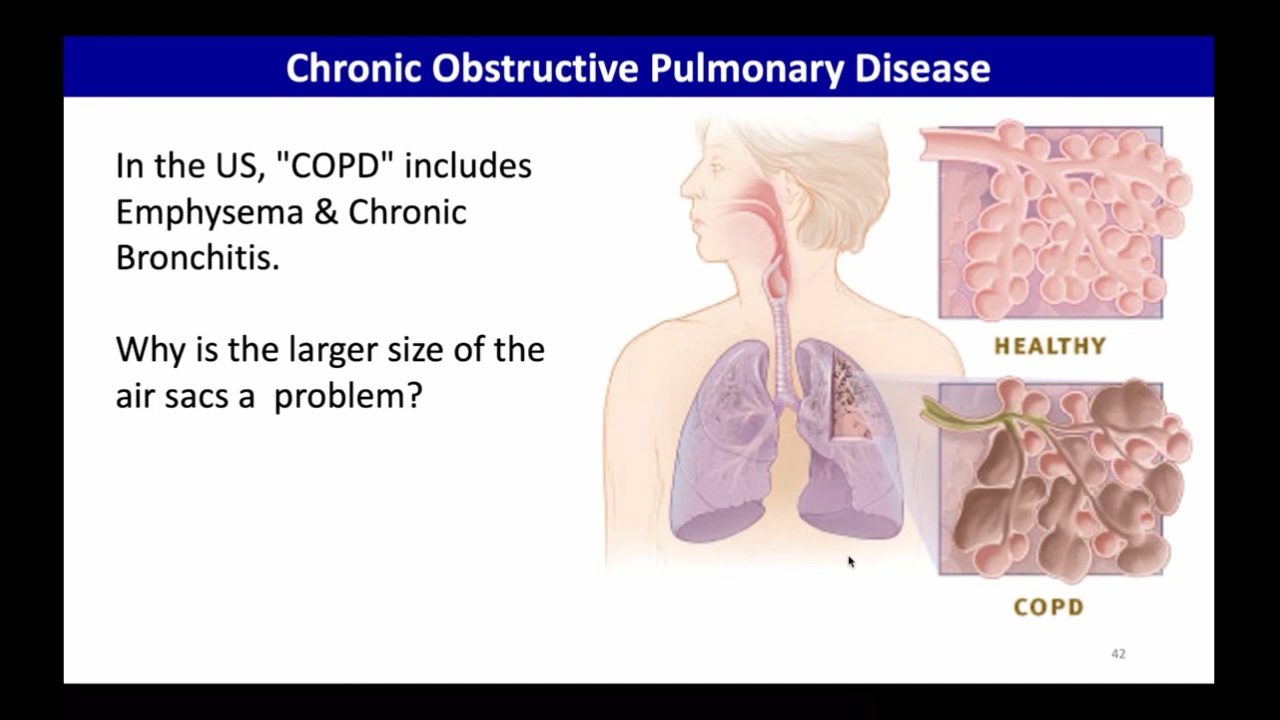 Chronic Obstructive Pulmonary Disease
In the US, "COPD" includes
Emphysema & Chronic
Bronchitis.
Why is the larger size of the
air sacs a  problem?
HEALTHY
COPD
42